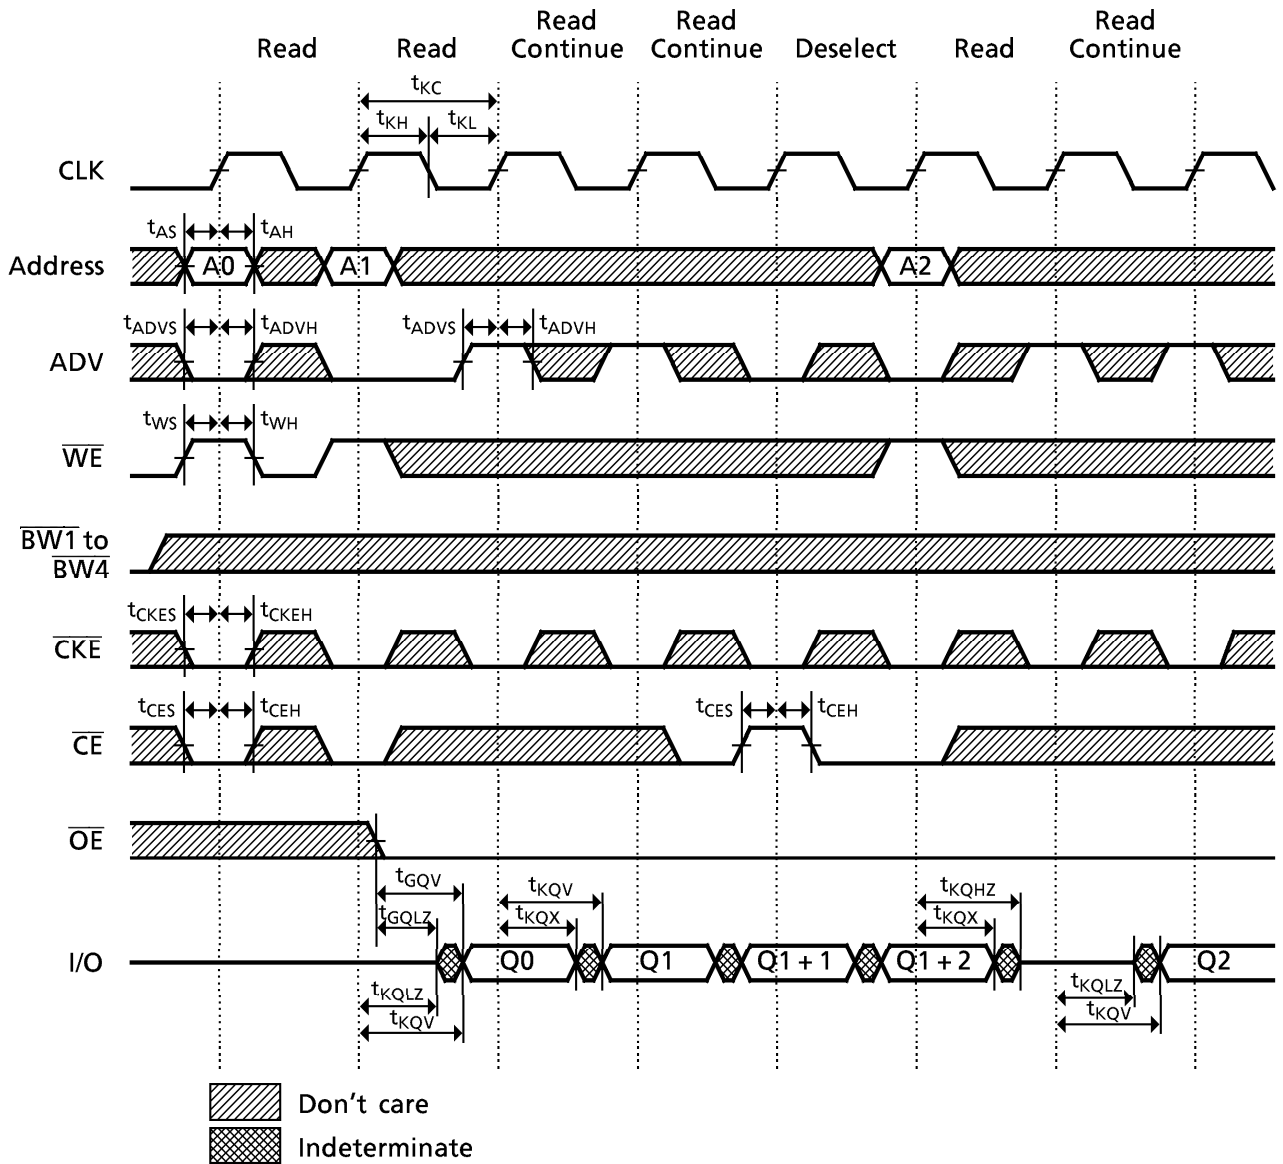 Read Read Read Continue Read Continue Deselect Read Read Continue
tKC
tKH tKL
CLK
tAS tAH
Address A0 A1 A2
tADVS tADVH tADVS tADVH
ADV
tWS tWH
WE
BW1 to
BW4
tCKES tCKEH
CKE
tCES tCEH tCES tCEH
CE
OE
tGQV tKQV tKQHZ
tGQLZ tKQX tKQX
I/O Q0 Q1 Q1 + 1 Q1 + 2 Q2
tKQLZ tKQLZ
tKQV tKQV
Don't care
Indeterminate